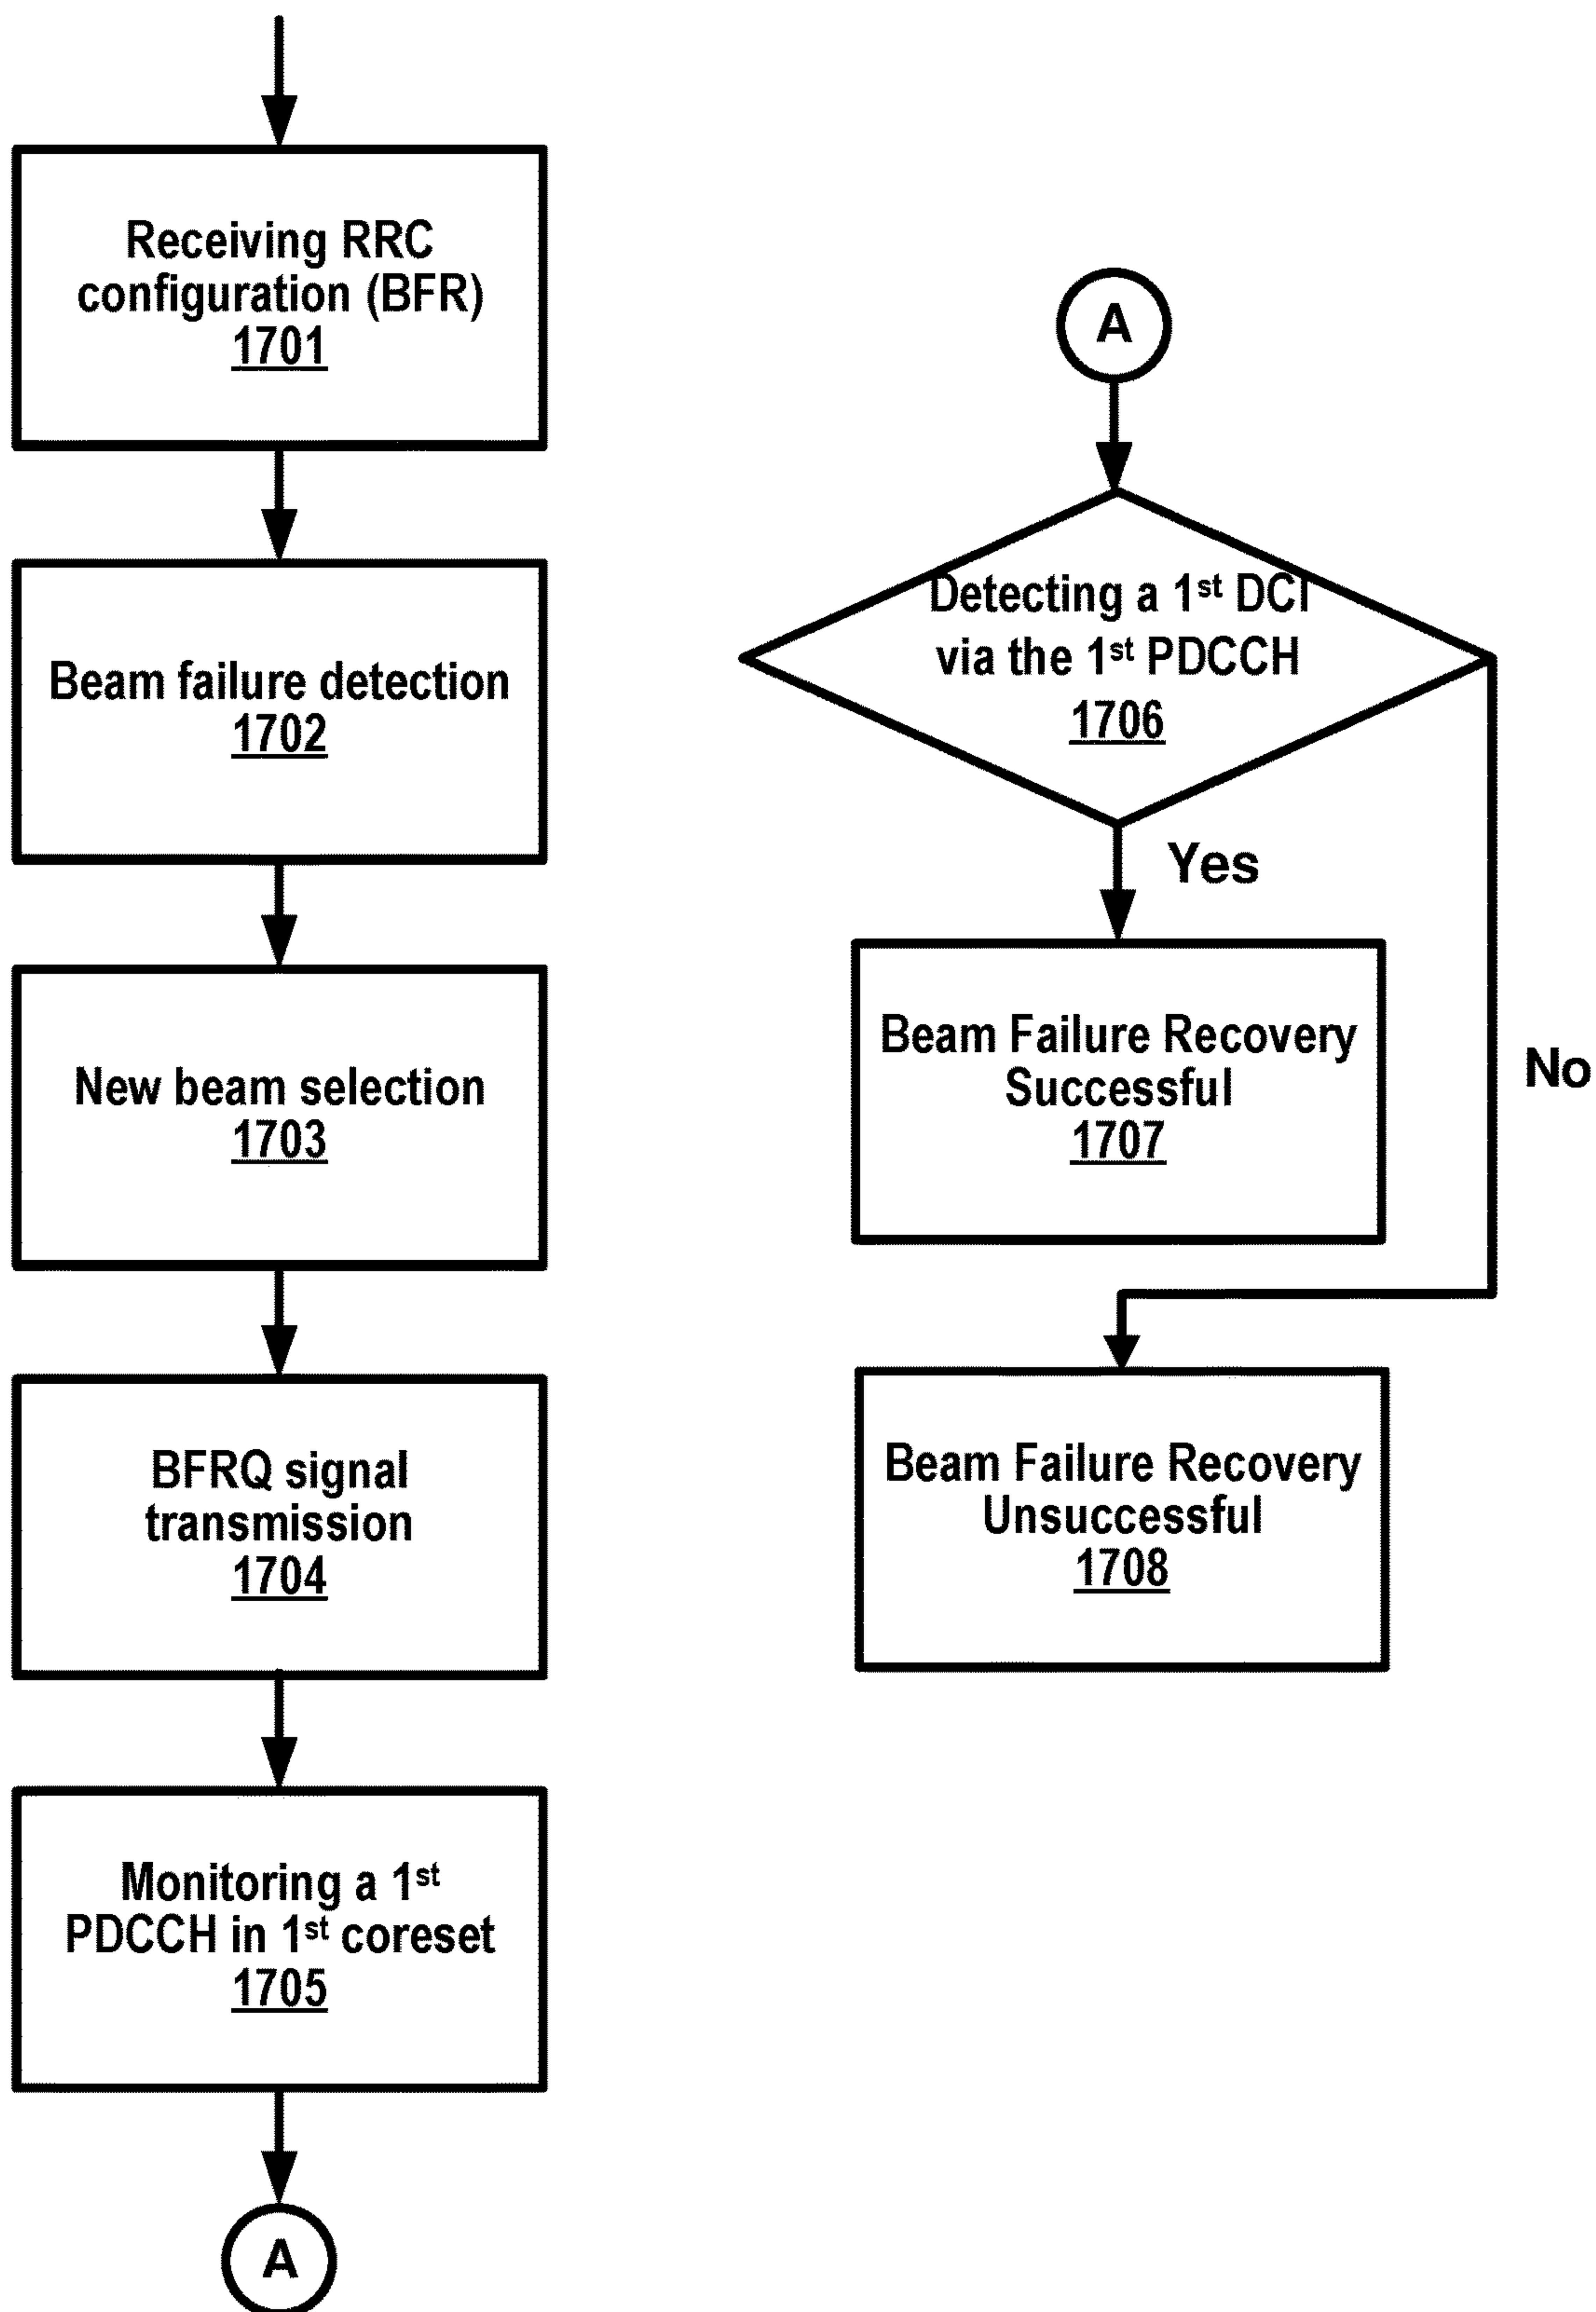 Receiving RRC
configuration (BFR)
1701
Beam failure detection
1702
New beam selection
1703
BFRQ signal
transmission
1704
Monitoring a 1st
PDCCH in 1st coreset
1705
A
A
Detecting a 1st DCI
via the 1st PDCCH
1706
Yes
No
Beam Failure Recovery
Successful
1707
Beam Failure Recovery
Unsuccessful
1708